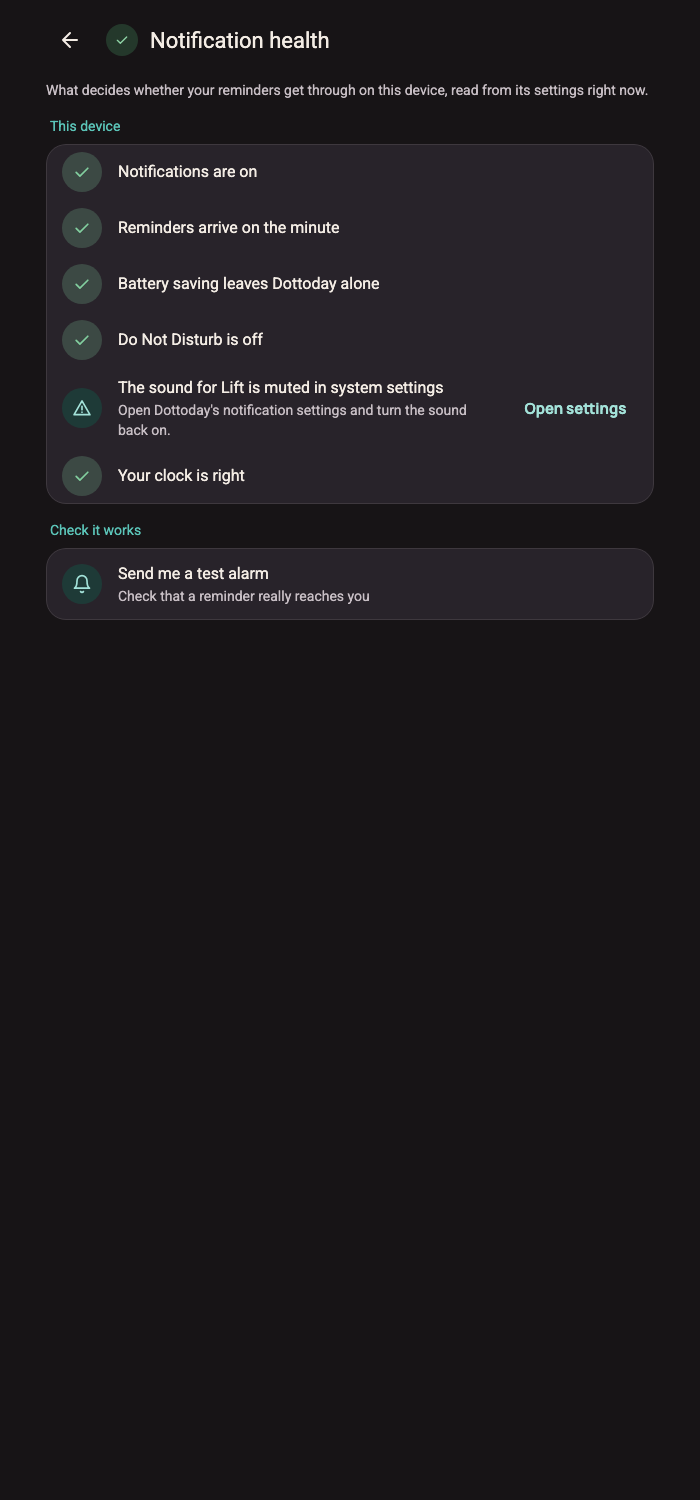 Notification health
What decides whether your reminders get through on this device, read from its settings right now.
This device
Notifications are on
Reminders arrive on the minute
Battery saving leaves Dottoday alone
Do Not Disturb is off
The sound for Lift is muted in system settings
Open Dottoday's notification settings and turn the sound
back on.
Open settings
Your clock is right
Check it works
Send me a test alarm
Check that a reminder really reaches you